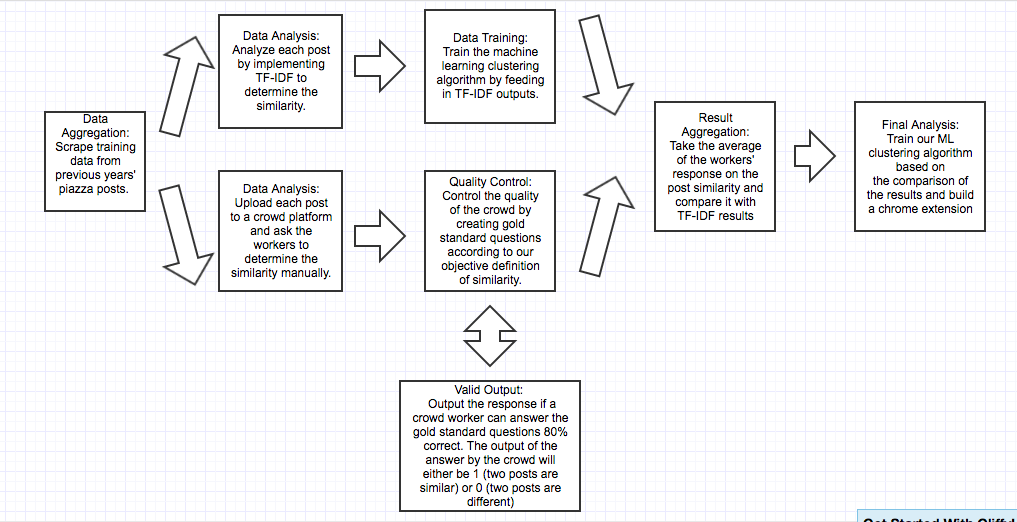 Data
Aggregation:
Scrape training
data from
previous years'
piazza posts.
Data Analysis:
Analyze each post
by implementing
TF-IDF to
determine the
similarity.
Data Training:
Train the machine
learning clustering
algorithm by feeding
in TF-IDF outputs.
Data Analysis:
Upload each post
to a crowd platform
and ask the
workers to
determine the
similarity manually.
Quality Control:
Control the quality
of the crowd by
creating gold
standard questions
according to our
objective definition
of similarity.
Valid Output:
Output the response if a
crowd worker can answer the
gold standard questions 80%
correct. The output of the
answer by the crowd will
either be 1 (two posts are
similar) or 0 (two posts are
different)
Result
Aggregation:
Take the average
of the workers'
response on the
post similarity and
compare it with
TF-IDF results
Final Analysis:
Train our ML
clustering algorithm
based on
the comparison of
the results and build
a chrome extension
Get Started With